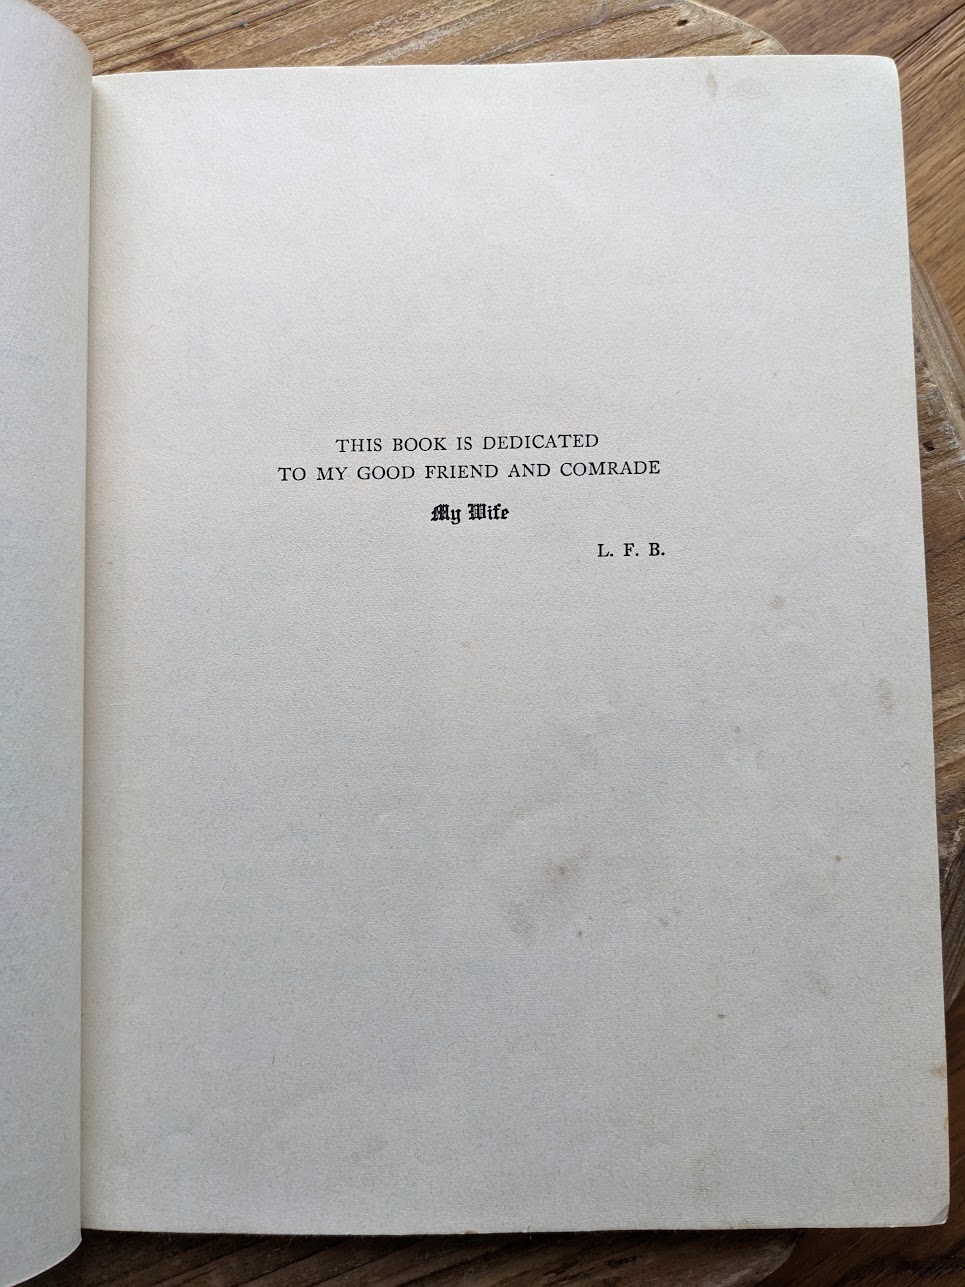 THIS BOOK IS DEDICATED
TO MY GOOD FRIEND AND COMRADE
My Wife
L. F. B.